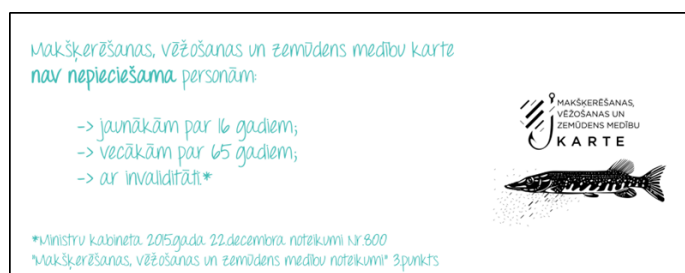 Makšķerēšanas, vēžošanas un zemūdens medību karte
nav nepieciešama personām:
-> jaunākām par 16 gadiem;
-> vecākām par 65 gadiem;
-> ar invaliditāti.*
MAKŠĶERĒŠANAS,
VĒŽOŠANAS UN
ZEMŪDENS MEDĪBU
KARTE
*Ministru kabineta 2015.gada 22.decembra noteikumi Nr.800
"Makšķerēšanas, vēžošanas un zemūdens medību noteikumi" 3.punkts